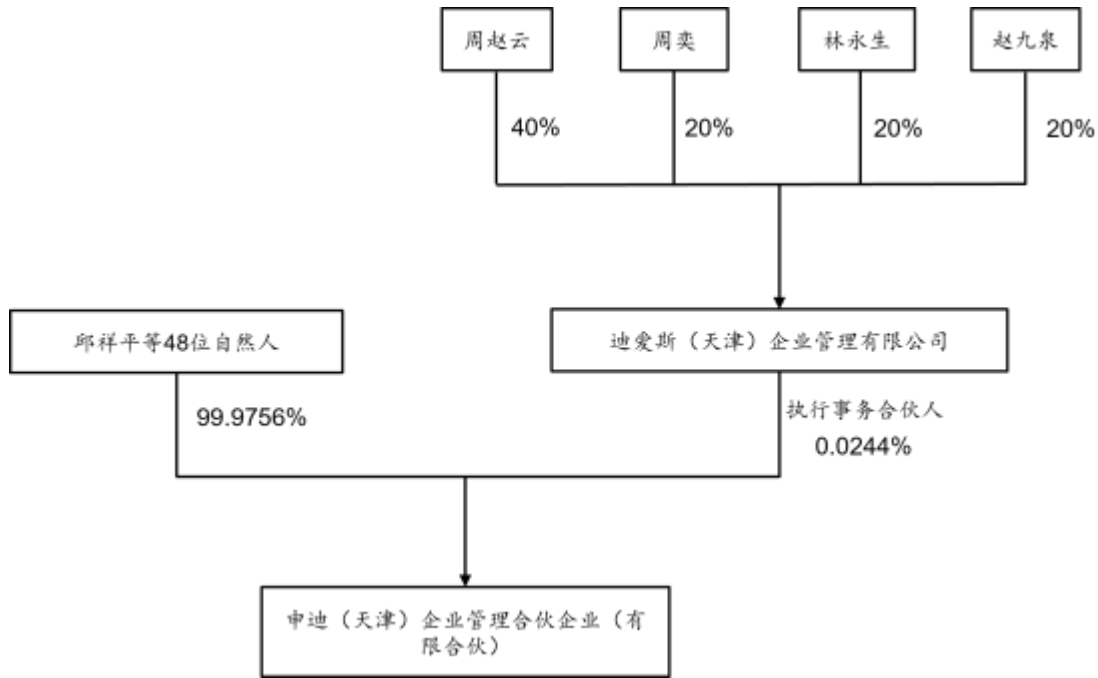 周赵云
周奕
林永生
赵九泉
40%
20%
20%
20%
邱祥平等48位自然人
迪爱斯（天津）企业管理有限公司
99.9756%
执行事务合伙人
0.0244%
申迪（天津）企业管理合伙企业（有
限合伙）